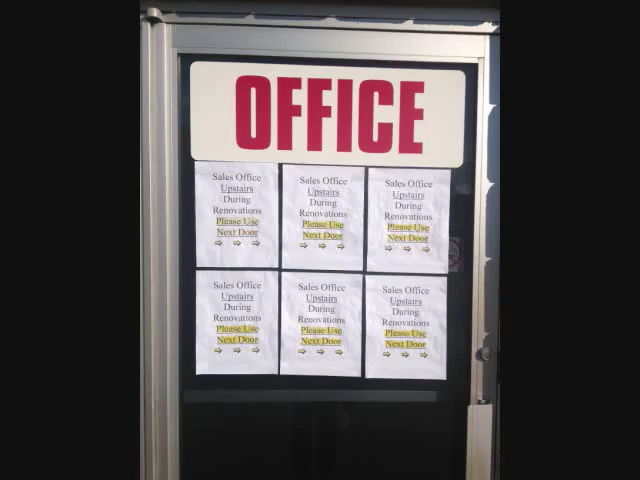 OFFICE
Sales Office
Upstairs
During
Renovations
Please Use
Next Door
⇨ ⇨ ⇨
Sales Office
Upstairs
During
Renovations
Please Use
Next Door
⇨ ⇨ ⇨
Sales Office
Upstairs
During
Renovations
Please Use
Next Door
⇨ ⇨ ⇨
Sales Office
Upstairs
During
Renovations
Please Use
Next Door
⇨ ⇨ ⇨
Sales Office
Upstairs
During
Renovations
Please Use
Next Door
⇨ ⇨ ⇨
Sales Office
Upstairs
During
Renovations
Please Use
Next Door
⇨ ⇨ ⇨